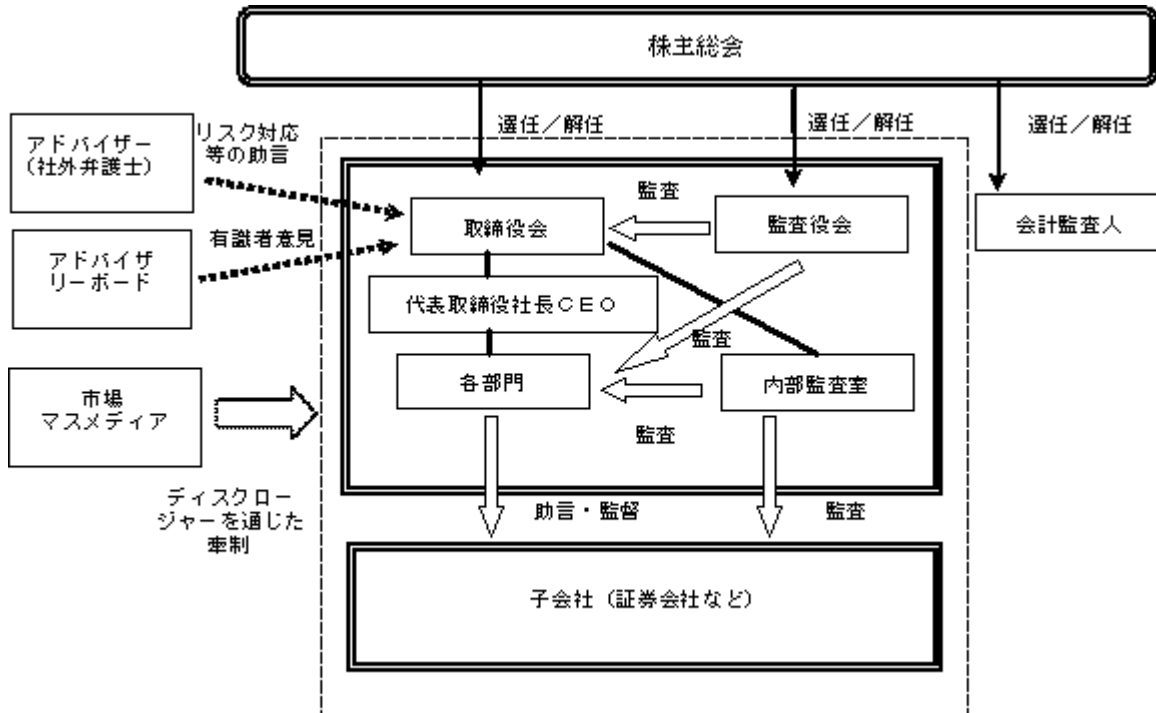 株主総会
選任／解任
選任／解任
選任／解任
アドバイザー
（社外弁護士）
リスク対応
等の助言
監査
取締役会
監査役会
会計監査人
有識者意見
アドバイザ
リーボード
代表取締役社長ＣＥＯ
監査
各部門
内部監査室
市場
マスメディア
監査
ディスクロー
ジャーを通じた
牽制
助言・監督
監査
子会社（証券会社など）